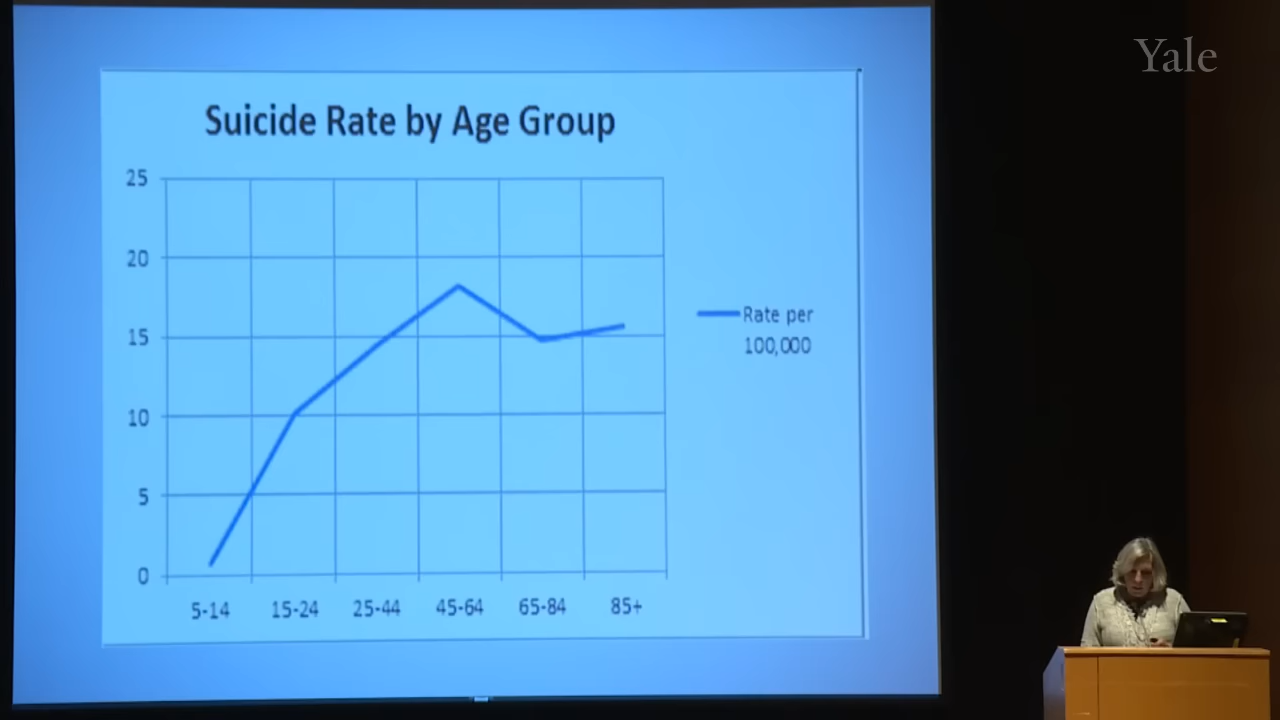 Yale
Suicide Rate by Age Group
25
20
15
10
5
0
5-14 15-24 25-44 45-64 65-84 85+
Rate per
100,000